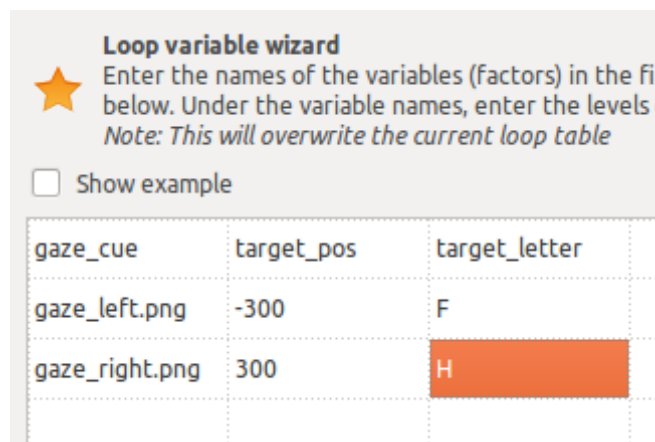 Loop variable wizard
Enter the names of the variables (factors) in the fi
below. Under the variable names, enter the levels
Note: This will overwrite the current loop table
Show example
gaze_cue target_pos target_letter
gaze_left.png -300 F
gaze_right.png 300 H